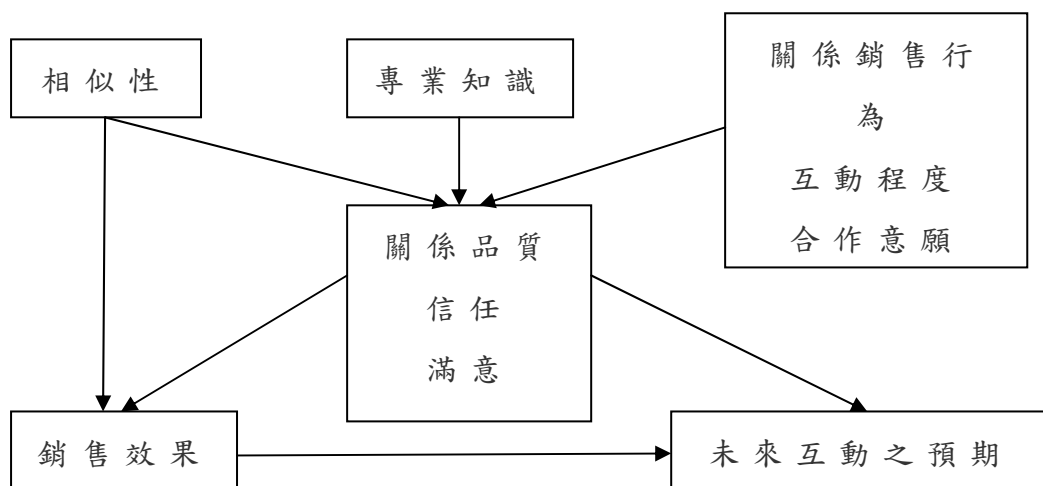 相似性
專業知識
關係銷售行
為
互動程度
合作意願
關係品質
信任
滿意
銷售效果
未來互動之預期